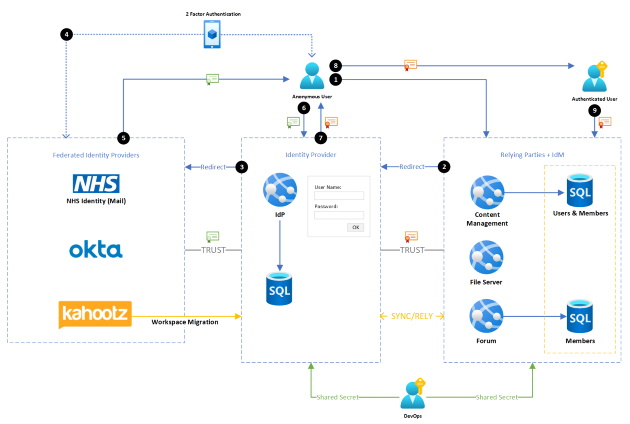 2 Factor Authentication
4
8
1
Anonymous User
Authenticated User
6
9
5
7
Federated Identity Providers
Identity Provider
Relying Parties + IdM
Redirect
3
Redirect
2
NHS
NHS Identity (Mail)
IdP
User Name:
Password:
OK
Content
Management
SQL
Users & Members
okta
TRUST
TRUST
File Server
SQL
kahootz
Workspace Migration
SYNC/RELY
Forum
SQL
Members
Shared Secret
Shared Secret
DevOps